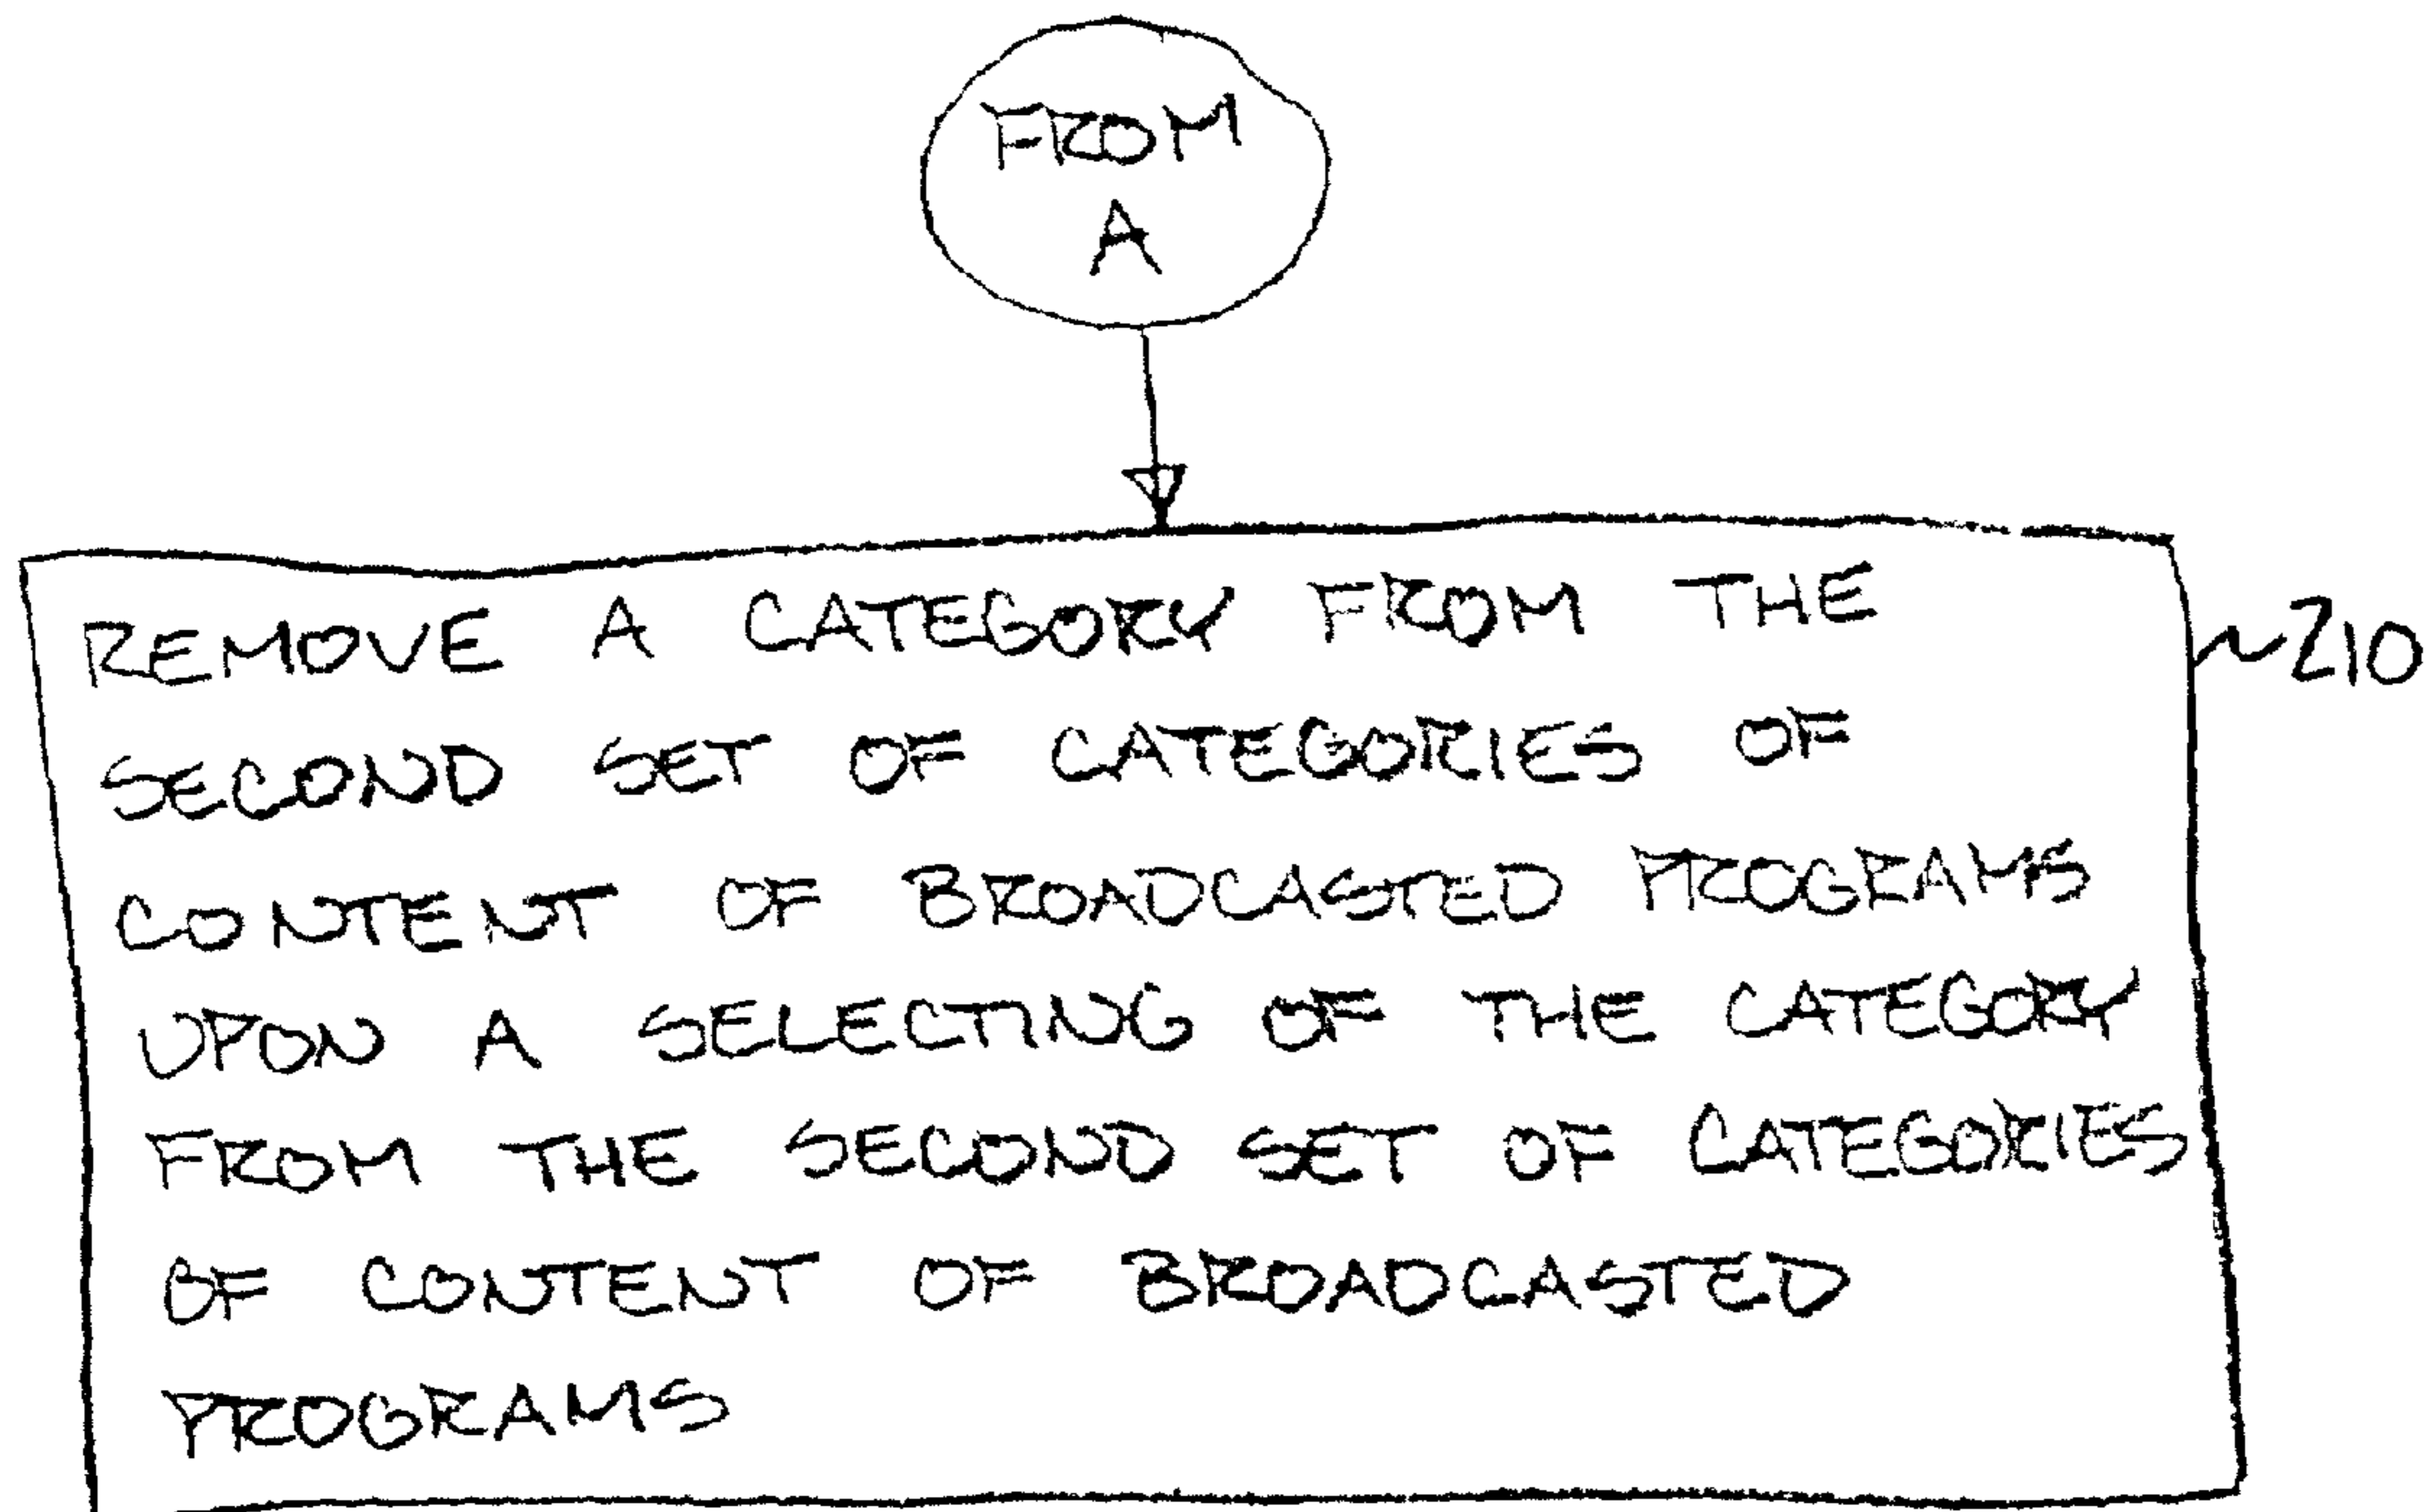 FROM
A
REMOVE A CATEGORY FROM THE
SECOND SET OF CATEGORIES OF
CONTENT OF BROADCASTED PROGRAMS
UPON A SELECTING OF THE CATEGORY
FROM THE SECOND SET OF CATEGORIES
OF CONTENT OF BROADCASTED
PROGRAMS
~210